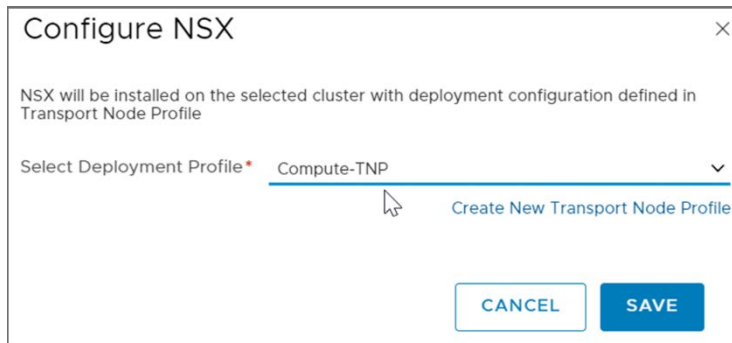 Configure NSX
NSX will be installed on the selected cluster with deployment configuration defined in
Transport Node Profile
Select Deployment Profile* Compute-TNP
Create New Transport Node Profile
CANCEL SAVE